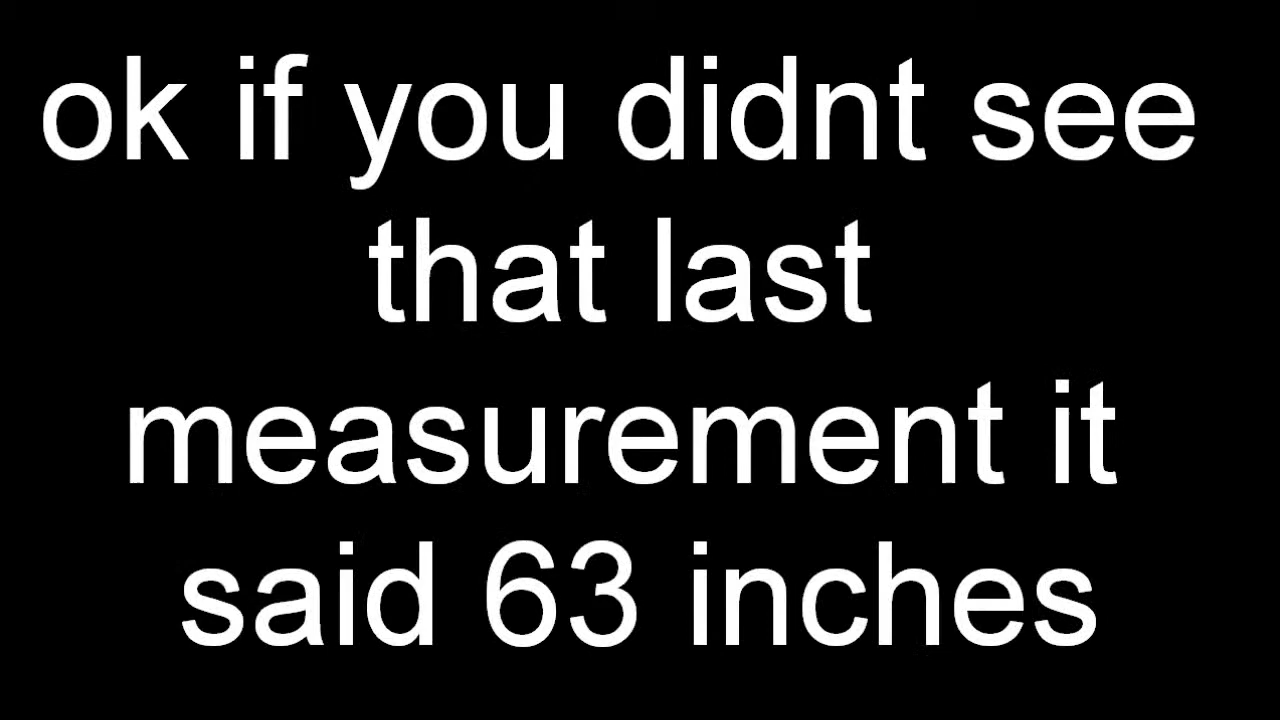 ok if you didnt see
that last
measurement it
said 63 inches